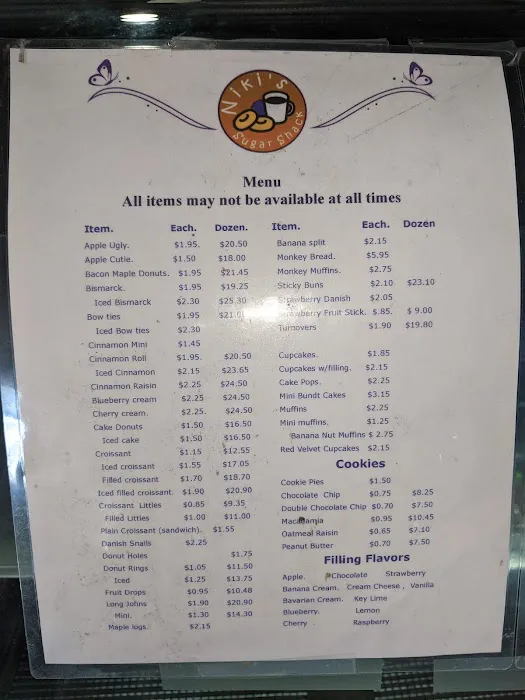 Niki's
Sugar Shack
Menu
All items may not be available at all times
Item. Each. Dozen.
Apple Ugly. $1.95. $20.50
Apple Cutie. $1.50 $18.00
Bacon Maple Donuts. $1.95 $21.45
Bismarck. $1.95 $19.25
Iced Bismarck $2.30 $25.30
Bow ties $1.95 $21.0
Iced Bow ties $2.30
Cinnamon Mini $1.45
Cinnamon Roll $1.95. $20.50
Iced Cinnamon $2.15 $23.65
Cinnamon Raisin $2.25 $24.50
Blueberry cream $2.25 $24.50
Cherry cream. $2.25. $24.50
Cake Donuts $1.50 $16.50
Iced cake $1.50 $16.50
Croissant $1.15 $12.55
Iced croissant $1.55 $17.05
Filled croissant $1.70 $18.70
Iced filled croissant $1.90 $20.90
Croissant Littles $0.85 $9.35
Filled Littles $1.00 $11.00
Plain Croissant (sandwich). $1.55
Danish Snails $2.25
Donut Holes $1.75
Donut Rings $1.05 $11.50
Iced $1.25 $13.75
Fruit Drops $0.95 $10.48
Long Johns $1.90 $20.90
Mini. $1.30 $14.30
Maple logs. $2.15
Item. Each. Dozen
Banana split $2.15
Monkey Bread. $5.95
Monkey Muffins. $2.75
Sticky Buns $2.10 $23.10
Strawberry Danish $2.05
Strawberry Fruit Stick. $.85. $ 9.00
Turnovers $1.90 $19.80
Cupcakes. $1.85
Cupcakes w/filling. $2.15
Cake Pops. $2.25
Mini Bundt Cakes $3.15
Muffins $2.25
Mini muffins. $1.25
Banana Nut Muffins $ 2.75
Red Velvet Cupcakes $2.15
Cookies
Cookie Pies $1.50
Chocolate Chip $0.75 $8.25
Double Chocolate Chip $0.70 $7.50
Macadamia $0.95 $10.45
Oatmeal Raisin $0.65 $7.10
Peanut Butter $0.70 $7.50
Filling Flavors
Apple. Chocolate Strawberry
Banana Cream. Cream Cheese , Vanilla
Bavarian Cream. Key Lime
Blueberry. Lemon
Cherry Raspberry